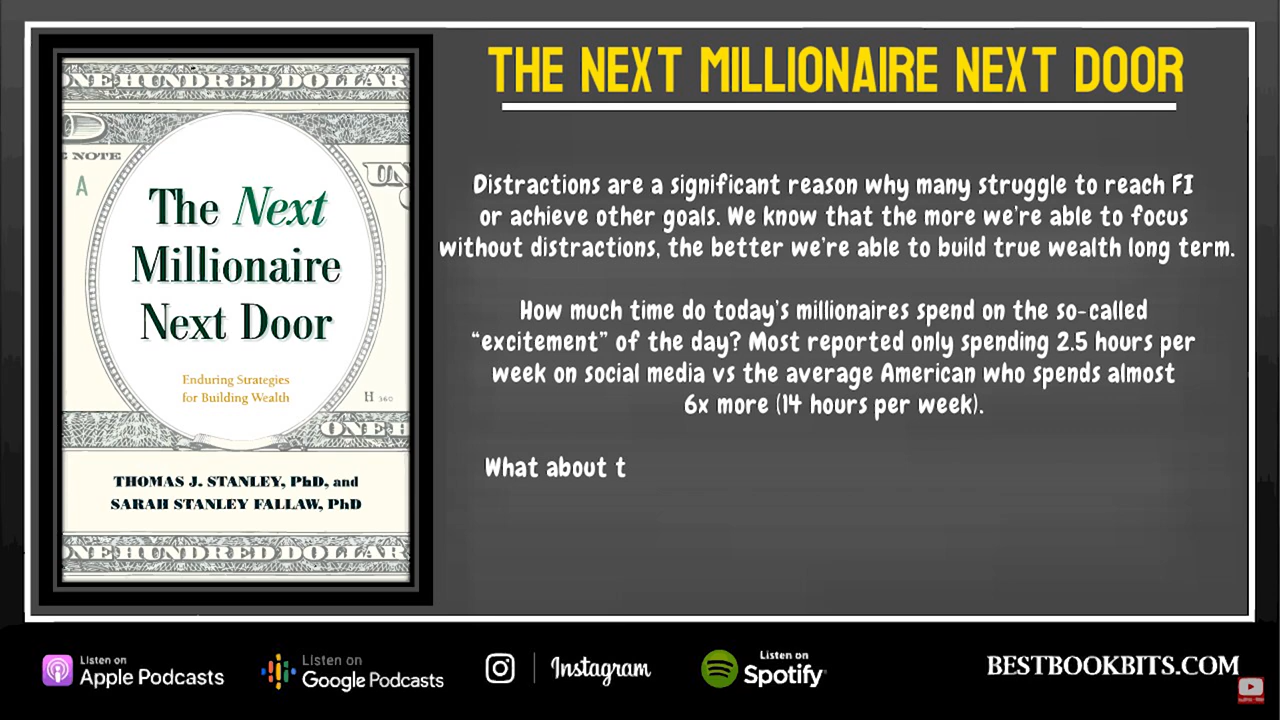 THE NEXT MILLIONAIRE NEXT DOOR
ONE HUNDRED DOLLAR
NOTE
A
UN
The Next
Millionaire
Next Door
Enduring Strategies
for Building Wealth
H 360
ONE H
THOMAS J. STANLEY, PhD, and
SARAH STANLEY FALLAW, PhD
ONE HUNDRED DOLLAR
Distractions are a significant reason why many struggle to reach FI
or achieve other goals. We know that the more we're able to focus
without distractions, the better we're able to build true wealth long term.
How much time do today's millionaires spend on the so-called
“excitement” of the day? Most reported only spending 2.5 hours per
week on social media vs the average American who spends almost
6x more (14 hours per week).
What about t
Listen on
Apple Podcasts
Listen on
Google Podcasts
Instagram
Listen on
Spotify
BESTBOOKBITS.COM